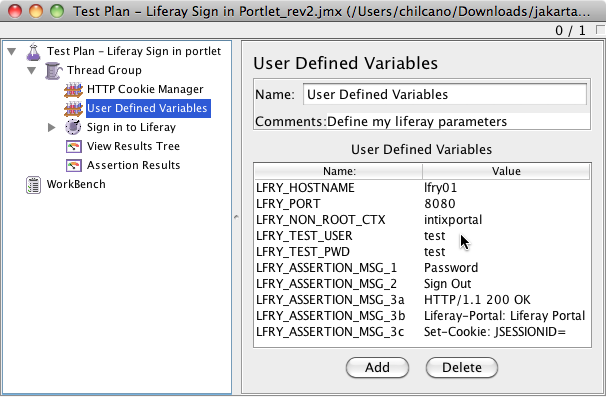 Test Plan – Liferay Sign in Portlet_rev2.jmx (/Users/chilcano/Downloads/jakarta...
0 / 1
Test Plan – Liferay Sign in portlet
Thread Group
HTTP Cookie Manager
User Defined Variables
Sign in to Liferay
View Results Tree
Assertion Results
WorkBench
User Defined Variables
Name: User Defined Variables
Comments: Define my liferay parameters
User Defined Variables
Name: Value
LFRY_HOSTNAME lfry01
LFRY_PORT 8080
LFRY_NON_ROOT_CTX intixportal
LFRY_TEST_USER test
LFRY_TEST_PWD test
LFRY_ASSERTION_MSG_1 Password
LFRY_ASSERTION_MSG_2 Sign Out
LFRY_ASSERTION_MSG_3a HTTP/1.1 200 OK
LFRY_ASSERTION_MSG_3b Liferay-Portal: Liferay Portal
LFRY_ASSERTION_MSG_3c Set-Cookie: JSESSIONID=
Add Delete